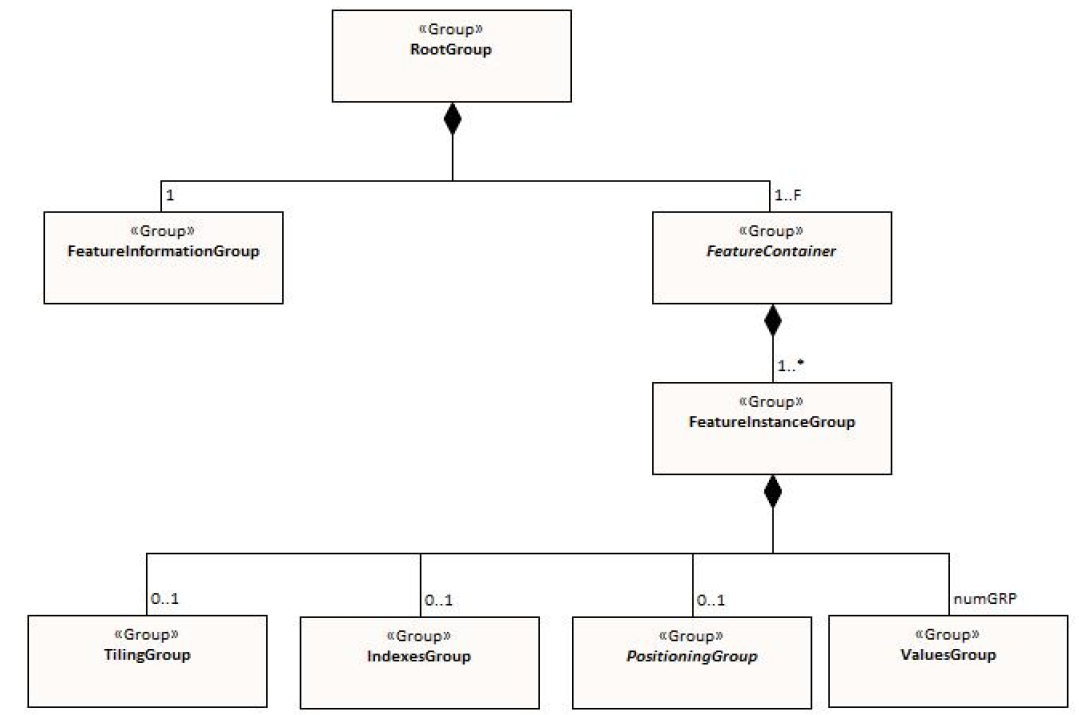 «Group»
RootGroup
1
1..F
«Group»
FeatureInformationGroup
«Group»
FeatureContainer
1..*
«Group»
FeatureInstanceGroup
0..1
0..1
0..1
numGRP
«Group»
TilingGroup
«Group»
IndexesGroup
«Group»
PositioningGroup
«Group»
ValuesGroup